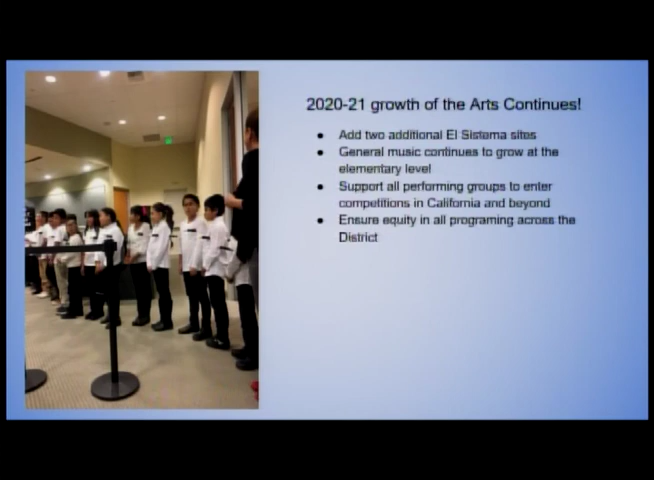 2020-21 growth of the Arts Continues!
● Add two additional El Sistema sites
● General music continues to grow at the
elementary level
● Support all performing groups to enter
competitions in California and beyond
● Ensure equity in all programing across the
District